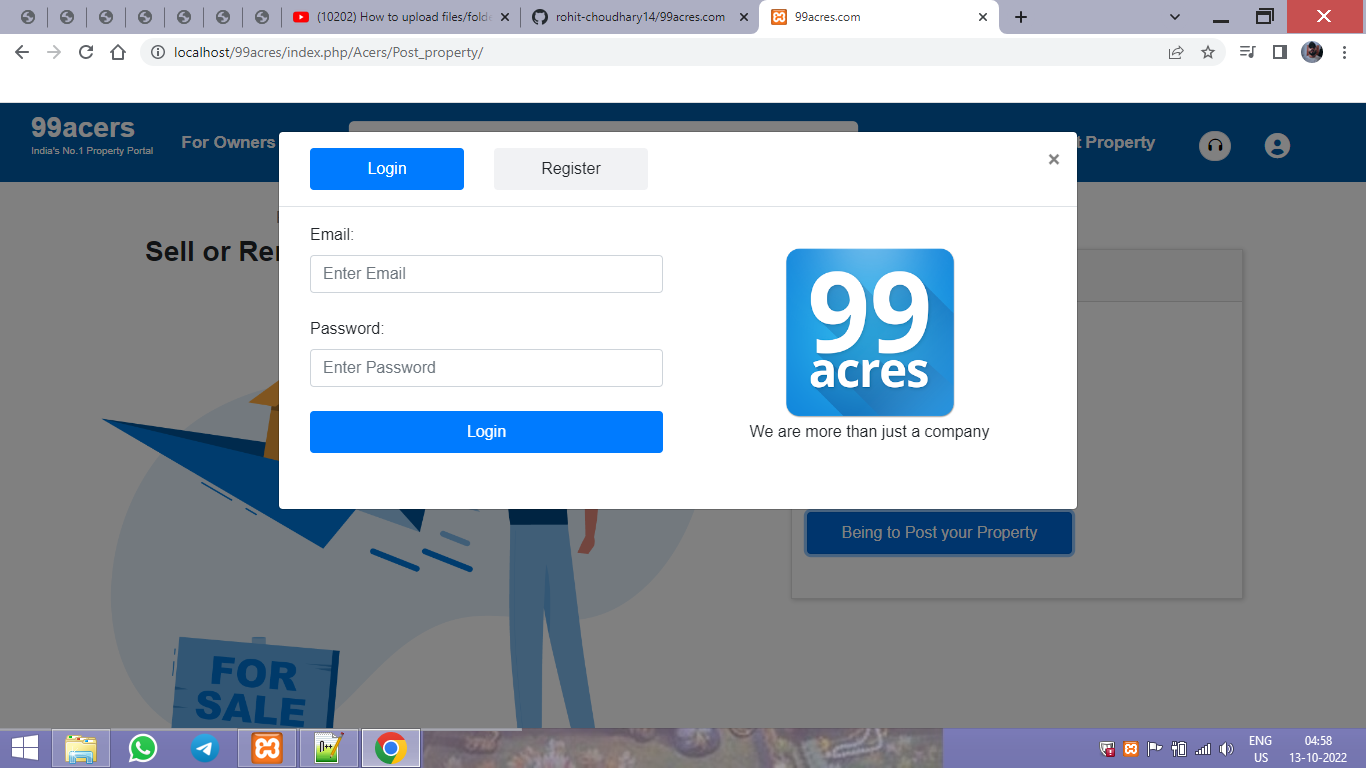 (10202) How to upload files/folde
rohit-choudhary14/99acres.com
99acres.com
localhost/99acres/index.php/Acers/Post_property/
99acers
India's No.1 Property Portal
For Owners
t Property
Login
Register
×
Sell or Rer
Email:
Enter Email
Password:
Enter Password
Login
99
acres
We are more than just a company
Being to Post your Property
FOR
SALE
ENG
US
04:58
13-10-2022